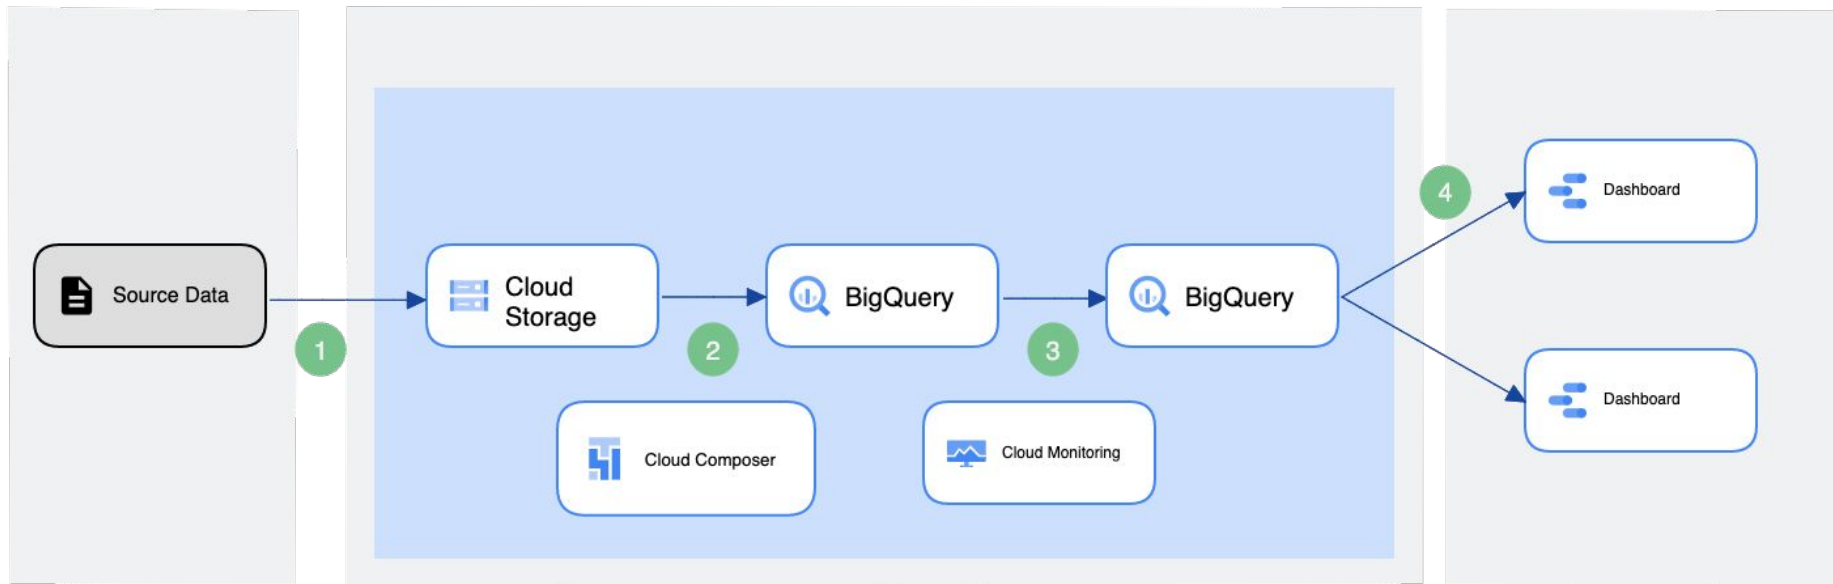 Source Data
1
Cloud
Storage
2
BigQuery
3
BigQuery
4
Dashboard
Dashboard
Cloud Composer
Cloud Monitoring